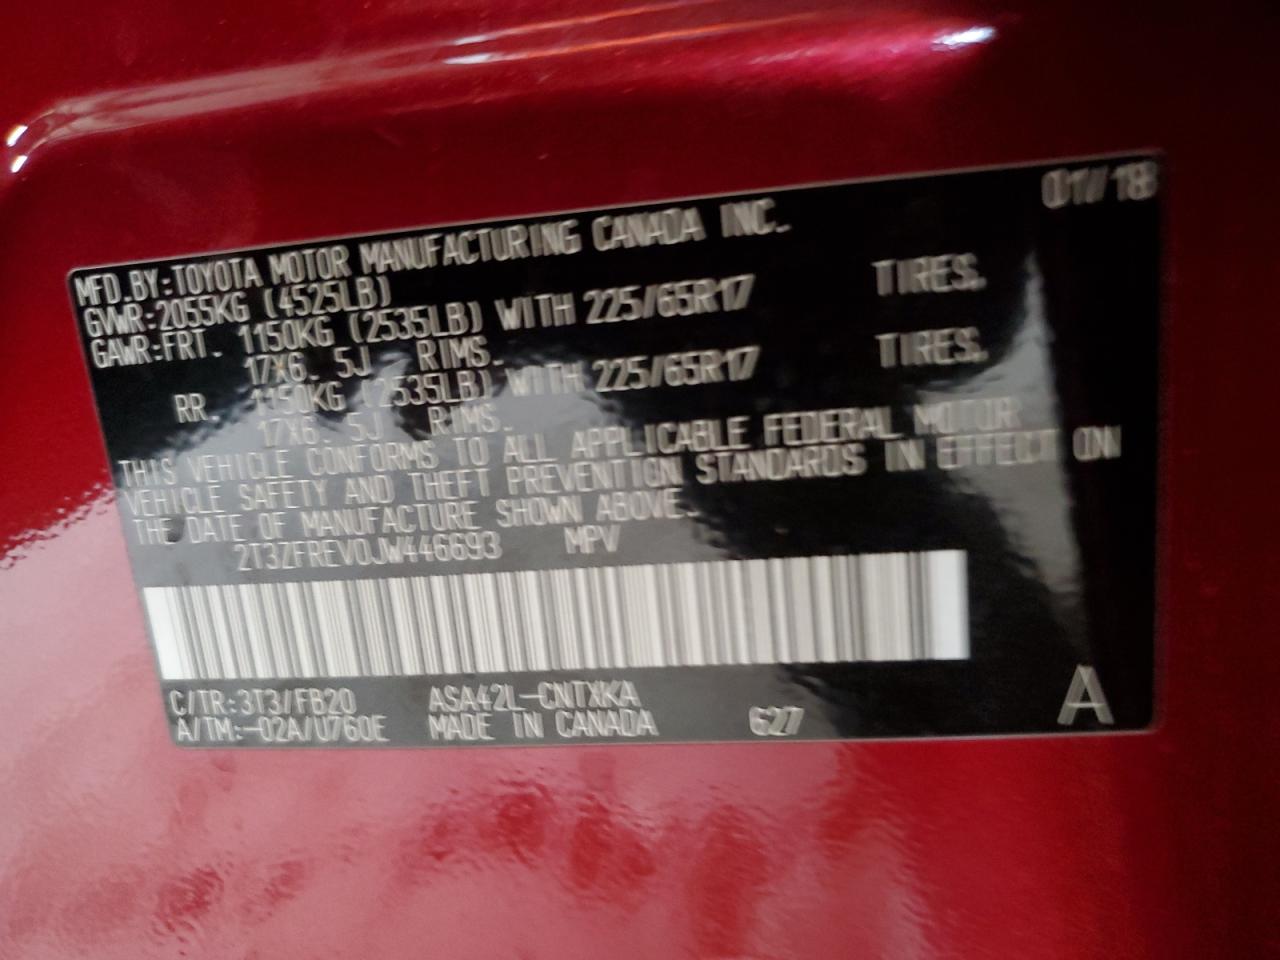 01/18
MFD.BY:TOYOTA MOTOR MANUFACTURING CANADA INC.
GVWR:2055KG (4525LB)
GAWR:FRT. 1150KG (2535LB) WITH 225/65R17 TIRES.
17X6. 5J RIMS.
RR. 1150KG (2535LB) WITH 225/65R17 TIRES.
17X6. 5J RIMS.
THIS VEHICLE CONFORMS TO ALL APPLICABLE FEDERAL MOTOR
VEHICLE SAFETY AND THEFT PREVENTION STANDARDS IN EFFECT ON
THE DATE OF MANUFACTURE SHOWN ABOVE.
2T3ZFREV0JW446693 MPV
C/TR:3T3/FB20 ASA42L-CNTXKA
A/TM:-02A/U760E MADE IN CANADA 627
A